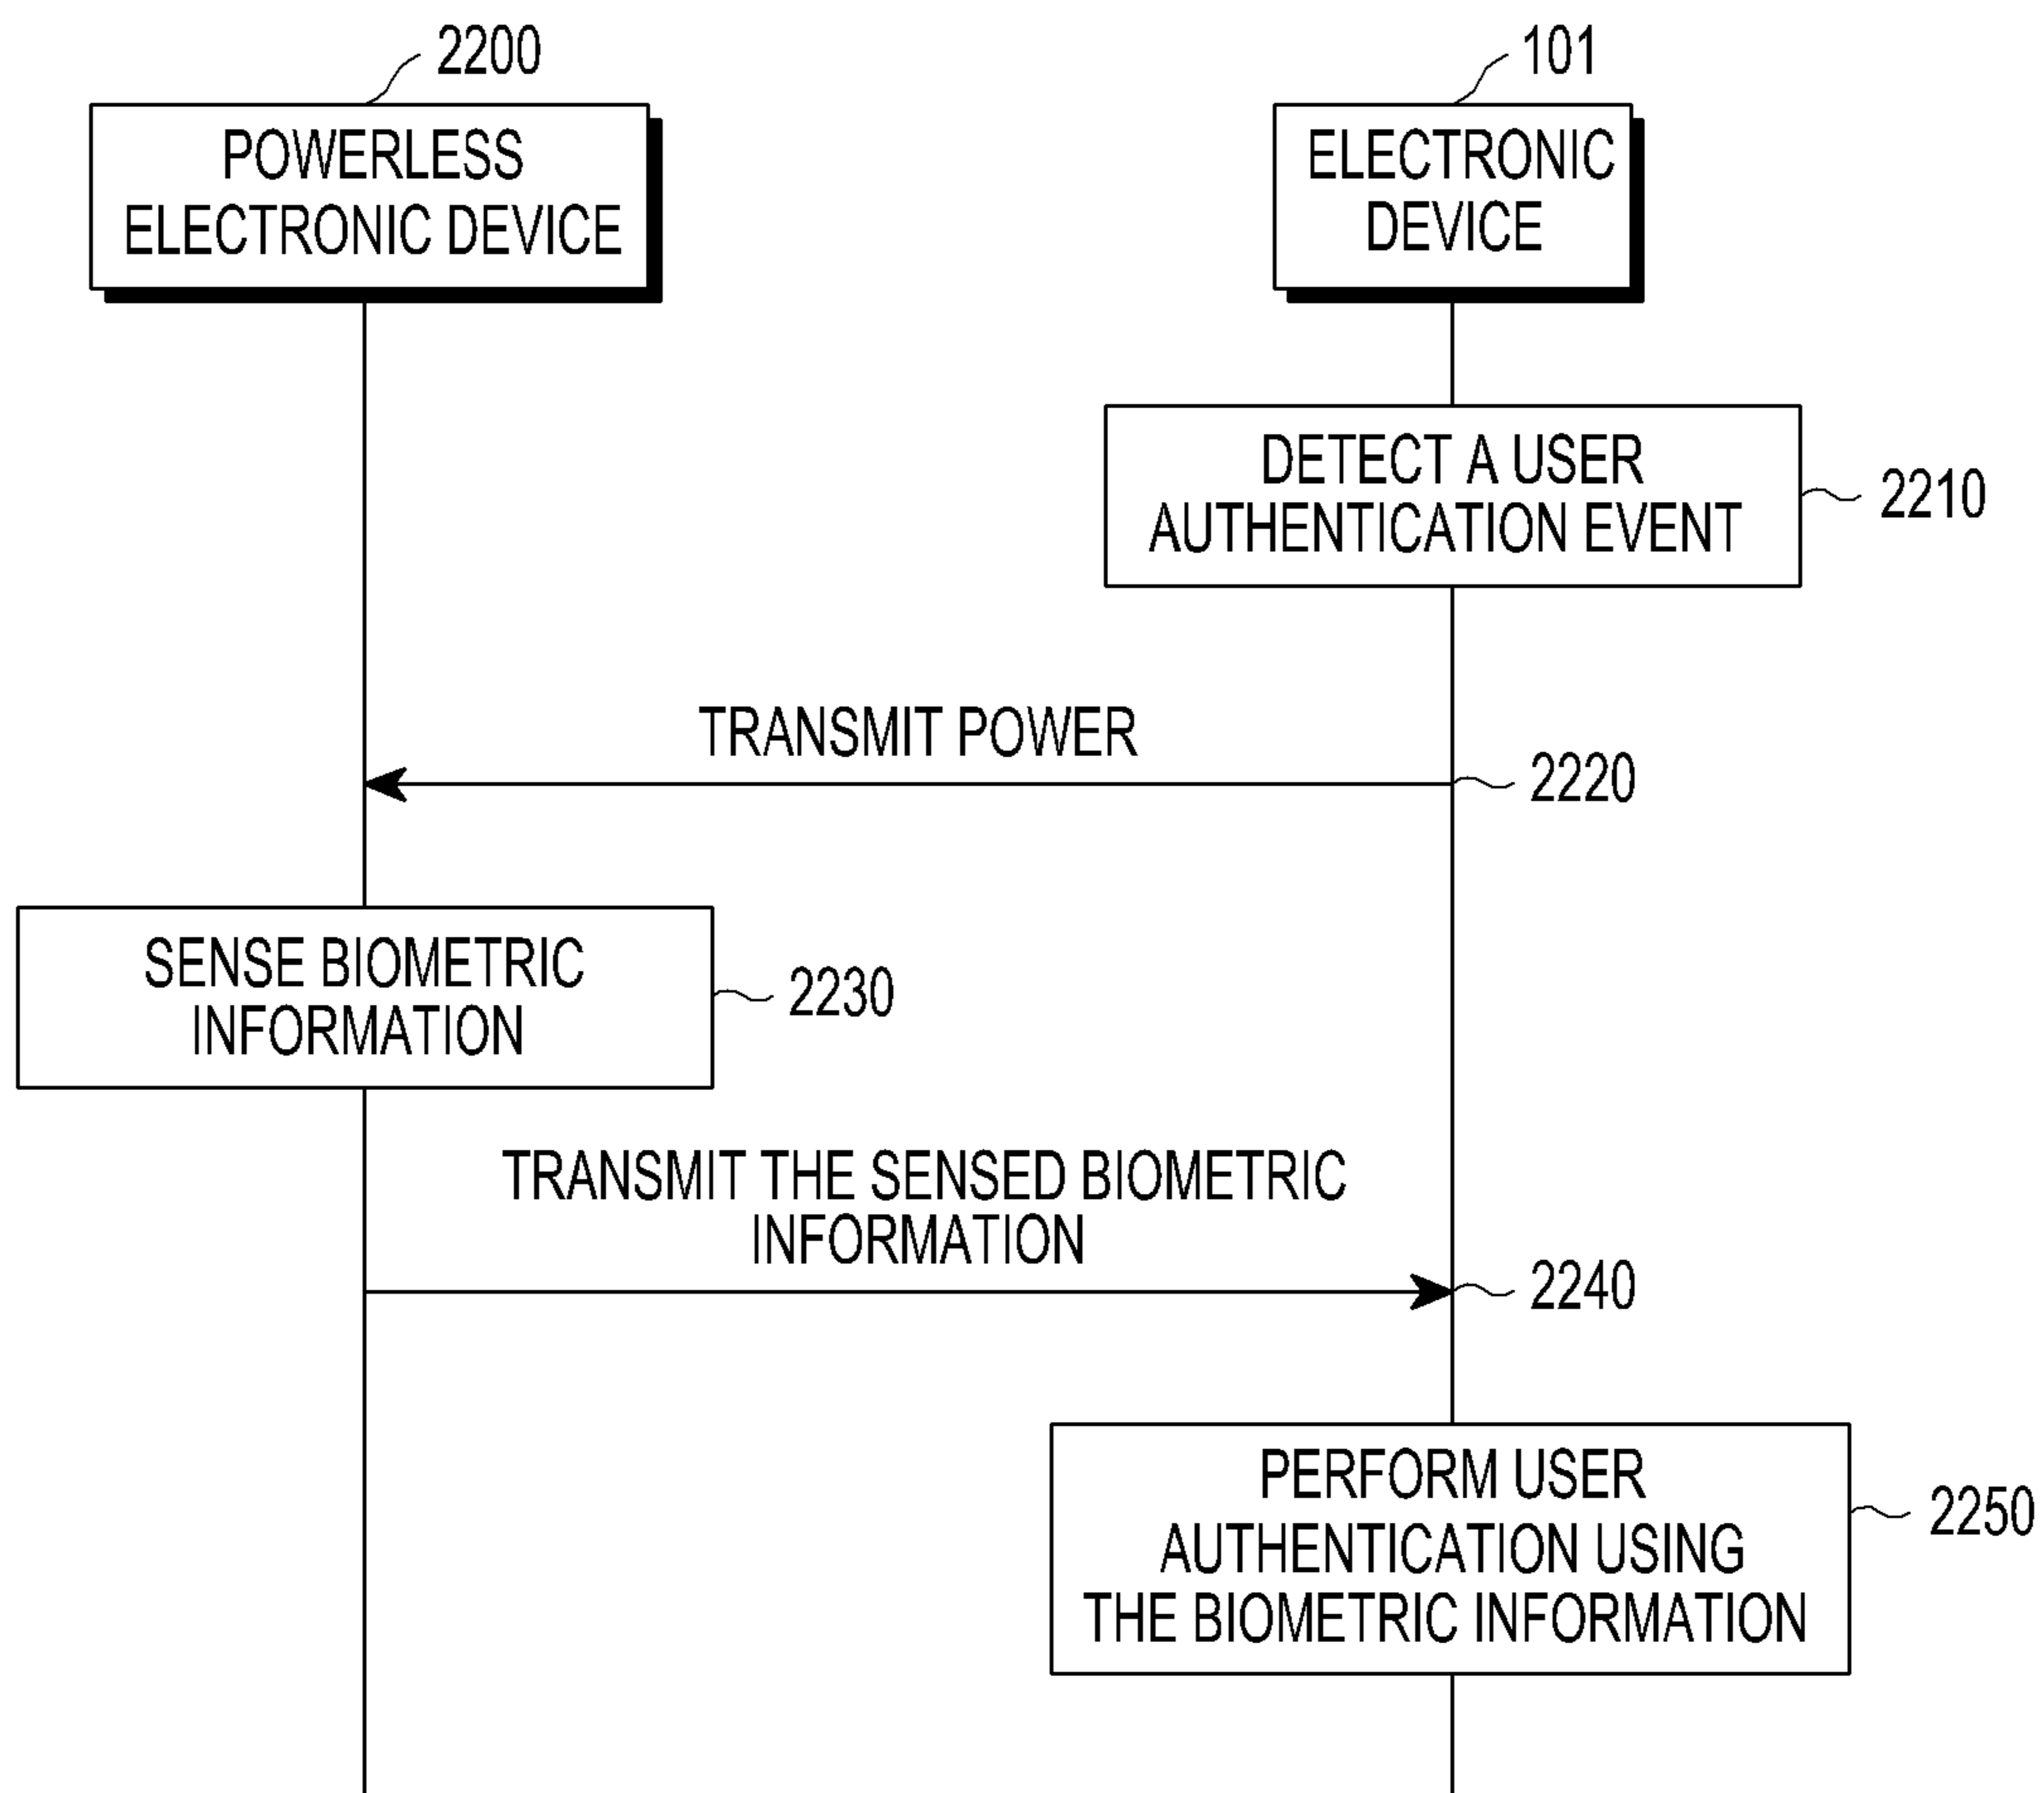 2200
101
POWERLESS
ELECTRONIC DEVICE
ELECTRONIC
DEVICE
DETECT A USER
AUTHENTICATION EVENT
2210
TRANSMIT POWER
2220
SENSE BIOMETRIC
INFORMATION
2230
TRANSMIT THE SENSED BIOMETRIC
INFORMATION
2240
PERFORM USER
AUTHENTICATION USING
THE BIOMETRIC INFORMATION
2250